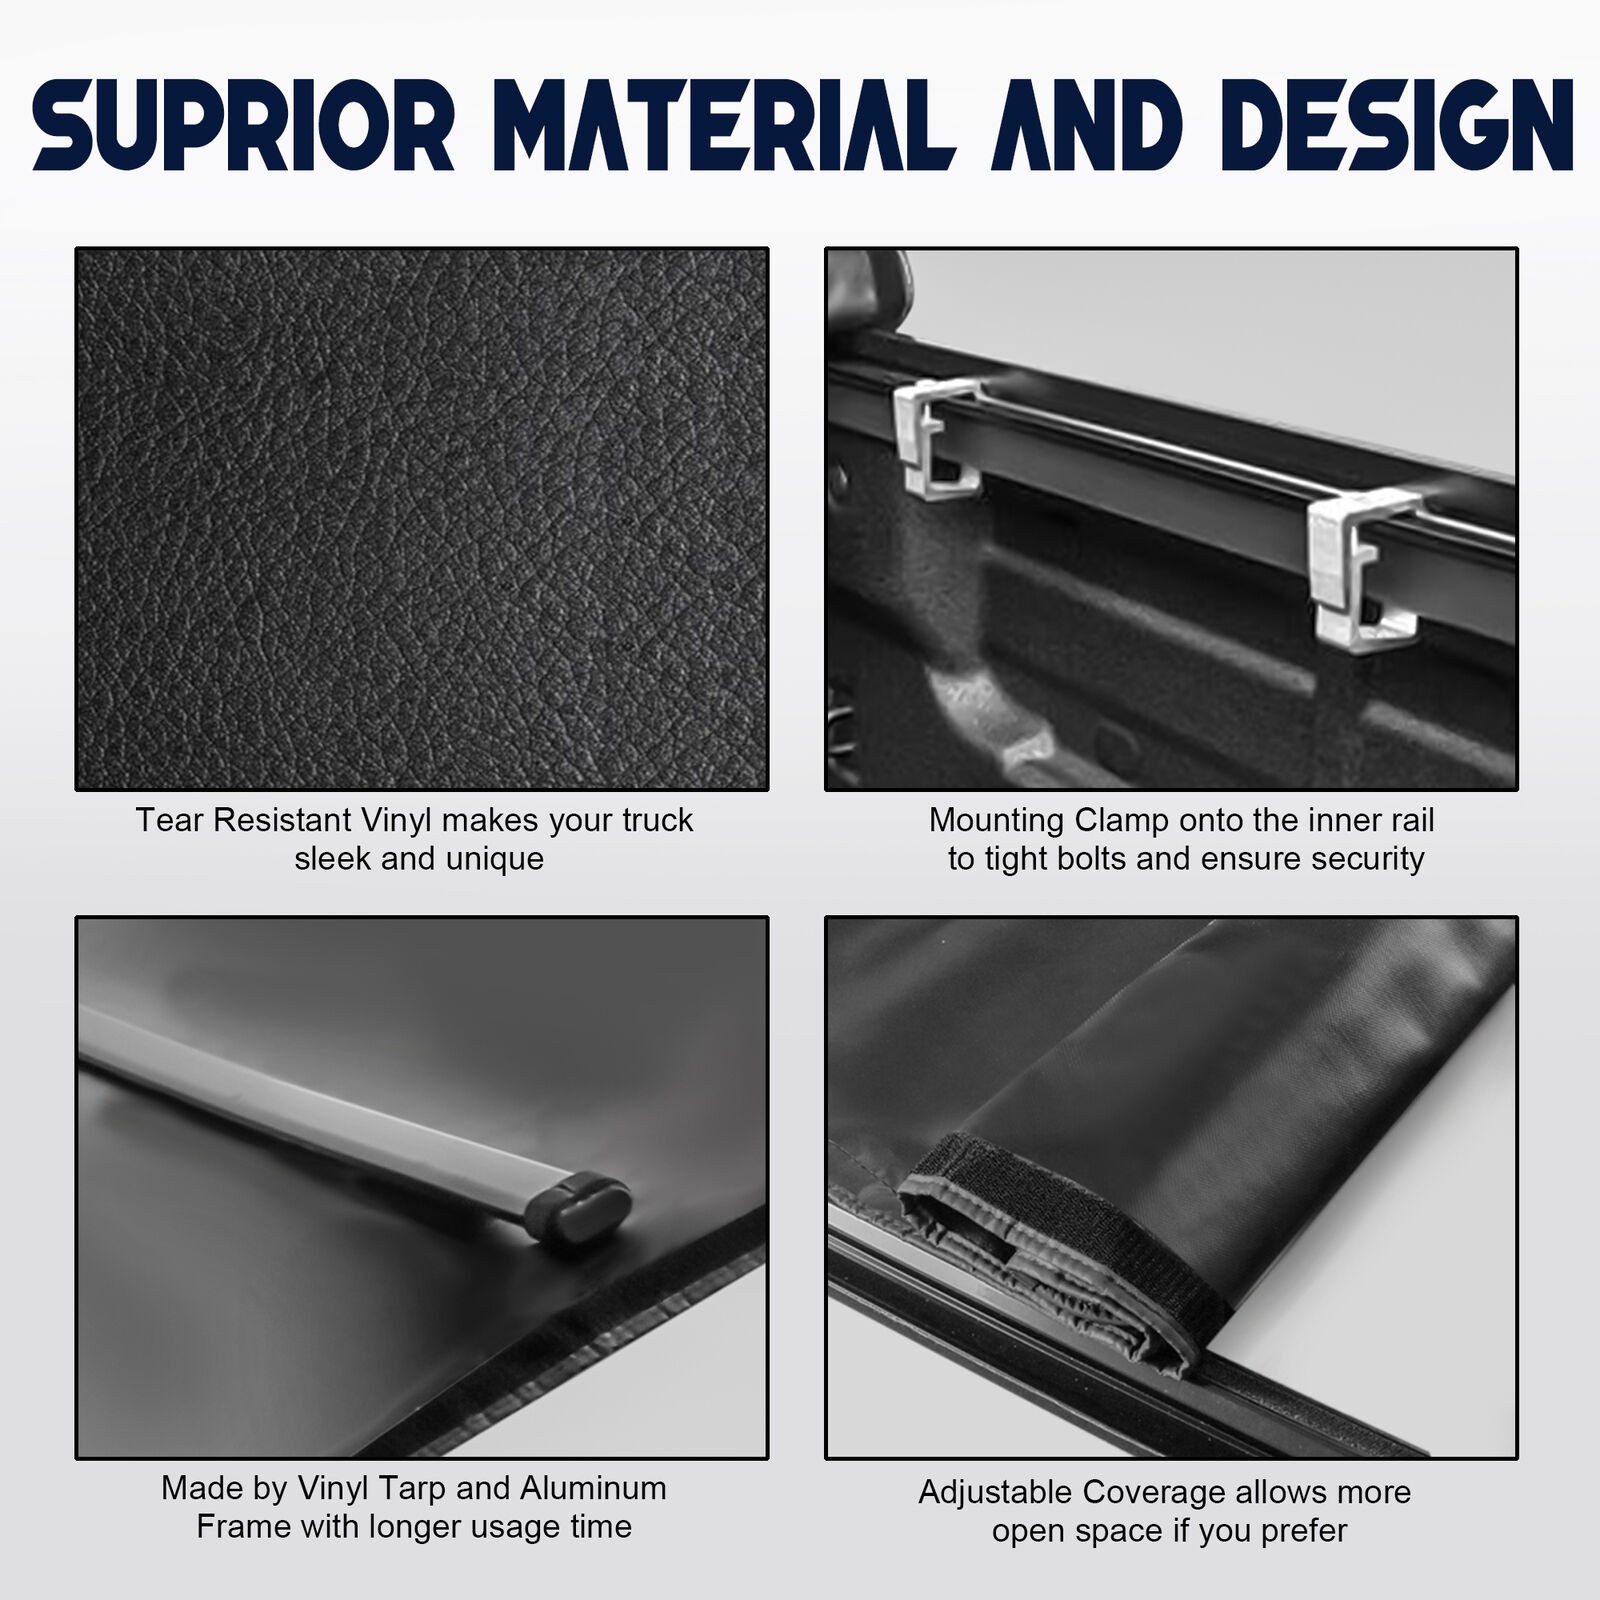 SUPRIOR MATERIAL AND DESIGN
Tear Resistant Vinyl makes your truck
sleek and unique
Mounting Clamp onto the inner rail
to tight bolts and ensure security
Made by Vinyl Tarp and Aluminum
Frame with longer usage time
Adjustable Coverage allows more
open space if you prefer